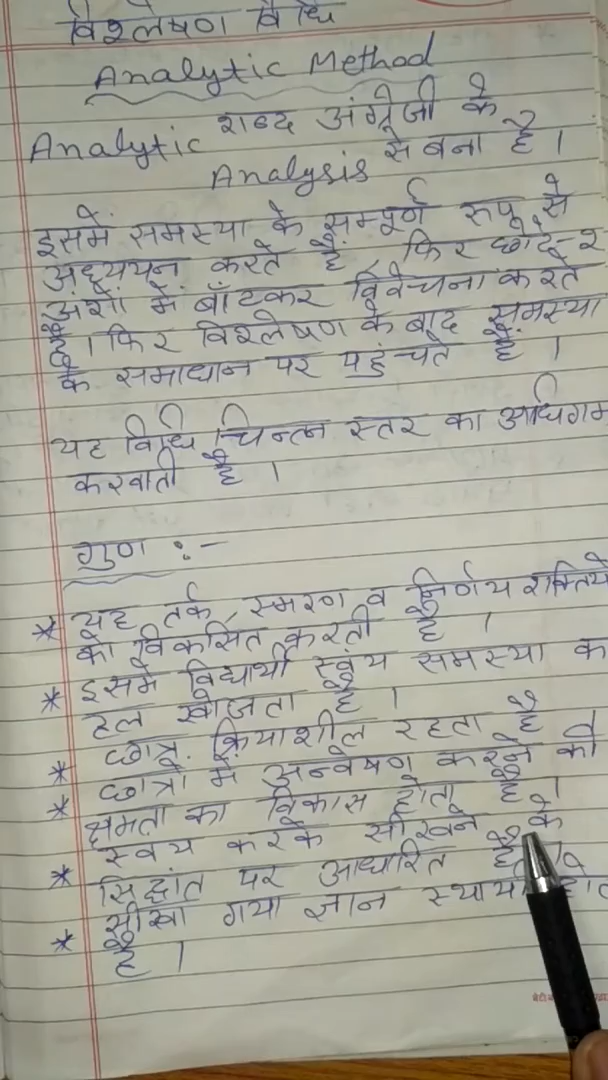 विश्लेषण विधि
Analytic Method
Analytic शब्द अंग्रेजी के
Analysis से बना है ।
इसमें समस्या के सम्पूर्ण रूप से
अध्ययन करते हैं, फिर छोटे-२
अंशों में बाँटकर विवेचना करते
हैं। फिर विश्लेषण के बाद समस्या
के समाधान पर पहुंचते हैं ।
यह विधि चिन्तन स्तर का अधिगम
करवाती है ।
गुण :-
* यह तर्क, स्मरण व निर्णय शक्तियो
को विकसित करती है ।
* इसमें विद्यार्थी स्वंय समस्या का
हल खोजता है ।
* छात्र क्रियाशील रहता है ।
* छात्रों में अन्वेषण करने की
क्षमता का विकास होता है ।
* स्वयं करके सीखने के
सिद्धांत पर आधारित है ।
* सीखा गया ज्ञान स्थायी
है ।